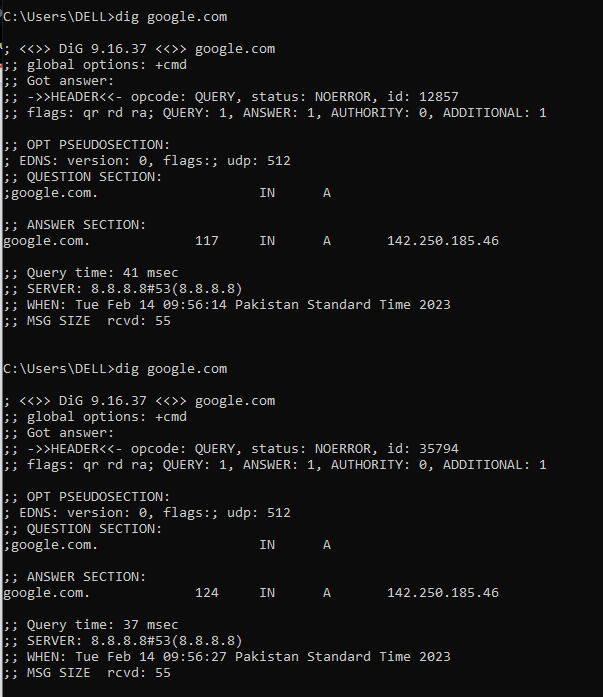 C:\Users\DELL>dig google.com
; <<>> DiG 9.16.37 <<>> google.com
;; global options: +cmd
;; Got answer:
;; ->>HEADER<<- opcode: QUERY, status: NOERROR, id: 12857
;; flags: qr rd ra; QUERY: 1, ANSWER: 1, AUTHORITY: 0, ADDITIONAL: 1
;; OPT PSEUDOSECTION:
; EDNS: version: 0, flags:; udp: 512
;; QUESTION SECTION:
;google.com. IN A
;; ANSWER SECTION:
google.com. 117 IN A 142.250.185.46
;; Query time: 41 msec
;; SERVER: 8.8.8.8#53(8.8.8.8)
;; WHEN: Tue Feb 14 09:56:14 Pakistan Standard Time 2023
;; MSG SIZE rcvd: 55
C:\Users\DELL>dig google.com
; <<>> DiG 9.16.37 <<>> google.com
;; global options: +cmd
;; Got answer:
;; ->>HEADER<<- opcode: QUERY, status: NOERROR, id: 35794
;; flags: qr rd ra; QUERY: 1, ANSWER: 1, AUTHORITY: 0, ADDITIONAL: 1
;; OPT PSEUDOSECTION:
; EDNS: version: 0, flags:; udp: 512
;; QUESTION SECTION:
;google.com. IN A
;; ANSWER SECTION:
google.com. 124 IN A 142.250.185.46
;; Query time: 37 msec
;; SERVER: 8.8.8.8#53(8.8.8.8)
;; WHEN: Tue Feb 14 09:56:27 Pakistan Standard Time 2023
;; MSG SIZE rcvd: 55